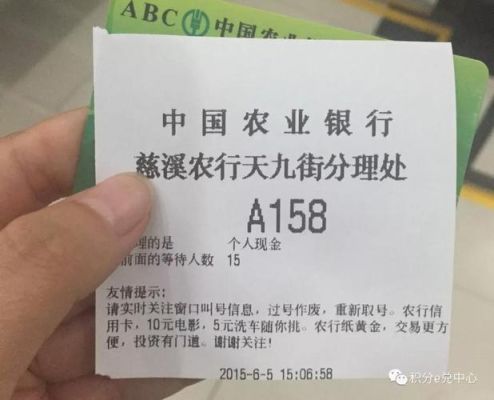 ABC 中国农业
中国农业银行
慈溪农行天九街分理处
A158
理的是 个人现金
前面的等待人数 15
友情提示:
请实时关注窗口叫号信息，过号作废，重新取号。农行信
用卡，10元电影，5元洗车随你挑。农行纸黄金，交易更方
便，投资有门道。谢谢关注!
2015-6-5 15:06:58
积分e兑中心